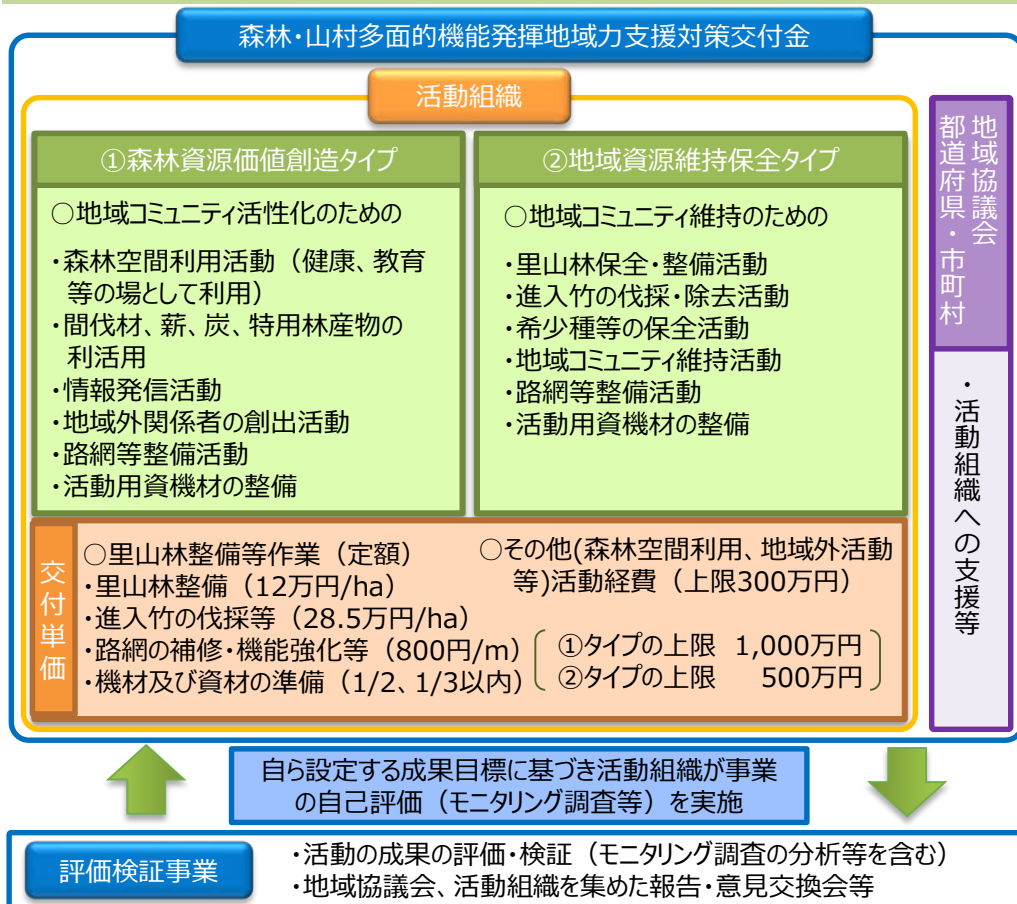 森林・山村多面的機能発揮地域力支援対策交付金
活動組織
①森林資源価値創造タイプ
○地域コミュニティ活性化のための
・森林空間利用活動（健康、教育
等の場として利用）
・間伐材、薪、炭、特用林産物の
利活用
・情報発信活動
・地域外関係者の創出活動
・路網等整備活動
・活動用資機材の整備
②地域資源維持保全タイプ
○地域コミュニティ維持のための
・里山林保全・整備活動
・進入竹の伐採・除去活動
・希少種等の保全活動
・地域コミュニティ維持活動
・路網等整備活動
・活動用資機材の整備
交付単価
○里山林整備等作業（定額）
・里山林整備（12万円/ha）
・進入竹の伐採等（28.5万円/ha）
・路網の補修・機能強化等（800円/m）
・機材及び資材の準備（1/2、1/3以内）
○その他(森林空間利用、地域外活動
等)活動経費（上限300万円）
①タイプの上限 1,000万円
②タイプの上限 500万円
地域協議会
都道府県・市町村
・活動組織への支援等
自ら設定する成果目標に基づき活動組織が事業
の自己評価（モニタリング調査等）を実施
評価検証事業
・活動の成果の評価・検証（モニタリング調査の分析等を含む）
・地域協議会、活動組織を集めた報告・意見交換会等